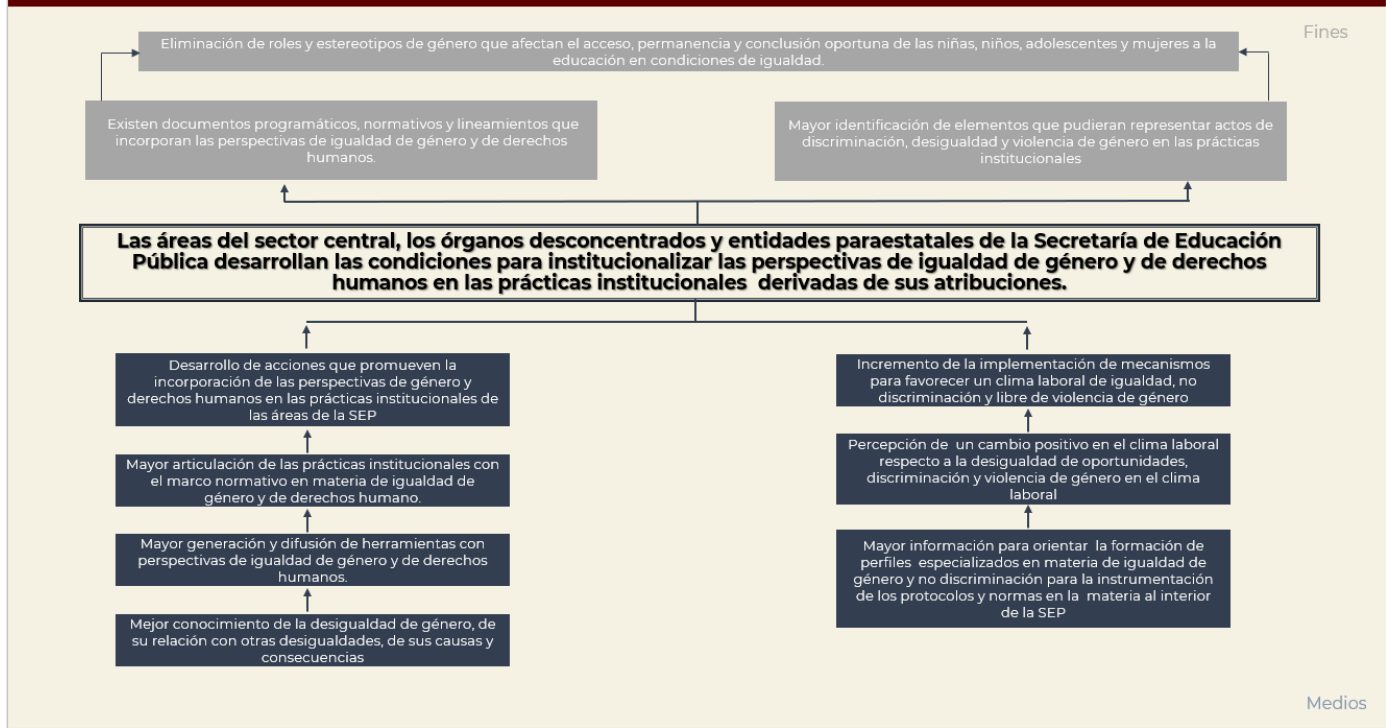 Fines
Eliminación de roles y estereotipos de género que afectan el acceso, permanencia y conclusión oportuna de las niñas, niños, adolescentes y mujeres a la
educación en condiciones de igualdad.
Existen documentos programáticos, normativos y lineamientos que
incorporan las perspectivas de igualdad de género y de derechos
humanos.
Mayor identificación de elementos que pudieran representar actos de
discriminación, desigualdad y violencia de género en las prácticas
institucionales
Las áreas del sector central, los órganos desconcentrados y entidades paraestatales de la Secretaría de Educación
Pública desarrollan las condiciones para institucionalizar las perspectivas de igualdad de género y de derechos
humanos en las prácticas institucionales derivadas de sus atribuciones.
Desarrollo de acciones que promueven la
incorporación de las perspectivas de género y
derechos humanos en las prácticas institucionales de
las áreas de la SEP
Mayor articulación de las prácticas institucionales con
el marco normativo en materia de igualdad de
género y de derechos humano.
Mayor generación y difusión de herramientas con
perspectivas de igualdad de género y de derechos
humanos.
Mejor conocimiento de la desigualdad de género, de
su relación con otras desigualdades, de sus causas y
consecuencias
Incremento de la implementación de mecanismos
para favorecer un clima laboral de igualdad, no
discriminación y libre de violencia de género
Percepción de un cambio positivo en el clima laboral
respecto a la desigualdad de oportunidades,
discriminación y violencia de género en el clima
laboral
Mayor información para orientar la formación de
perfiles especializados en materia de igualdad de
género y no discriminación para la instrumentación
de los protocolos y normas en la materia al interior
de la SEP
Medios